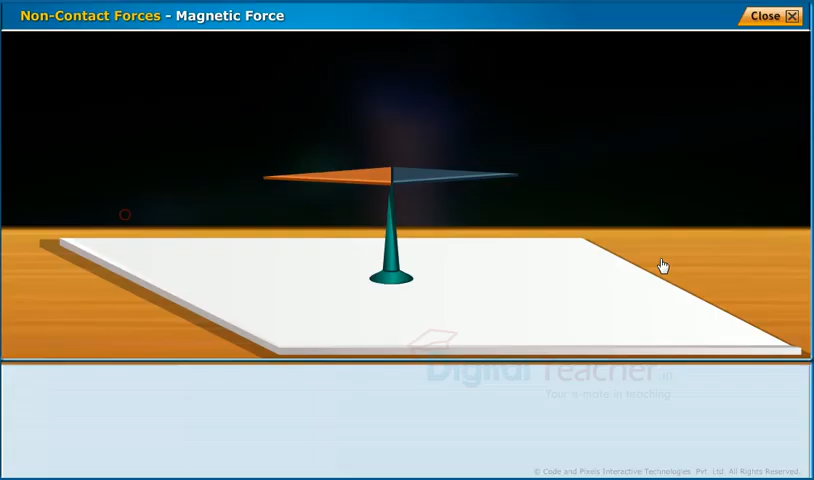 Non-Contact Forces - Magnetic Force
Close
Digital Teacher.in
Your e-mate in teaching
© Code and Pixels Interactive Technologies Pvt. Ltd. All Rights Reserved.